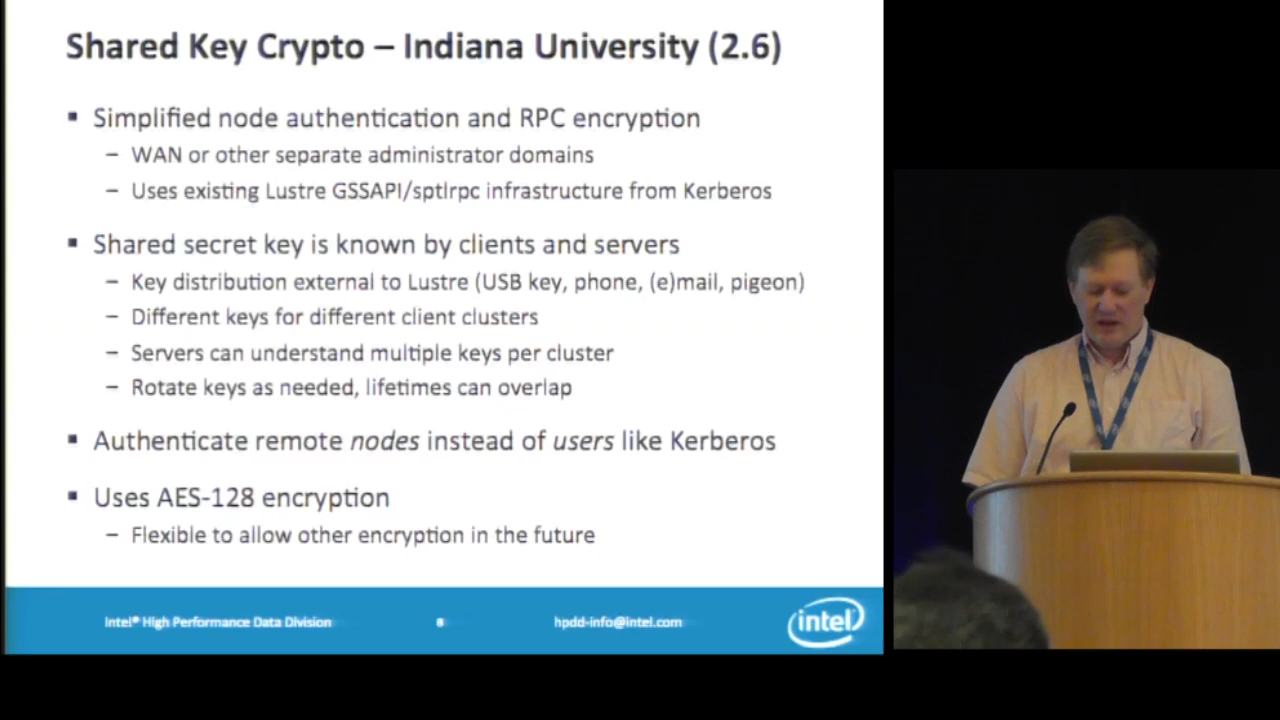 Shared Key Crypto – Indiana University (2.6)
▪ Simplified node authentication and RPC encryption
– WAN or other separate administrator domains
– Uses existing Lustre GSSAPI/sptlrpc infrastructure from Kerberos
▪ Shared secret key is known by clients and servers
– Key distribution external to Lustre (USB key, phone, (e)mail, pigeon)
– Different keys for different client clusters
– Servers can understand multiple keys per cluster
– Rotate keys as needed, lifetimes can overlap
▪ Authenticate remote nodes instead of users like Kerberos
▪ Uses AES-128 encryption
– Flexible to allow other encryption in the future
Intel® High Performance Data Division
8
hpdd-info@intel.com
intel